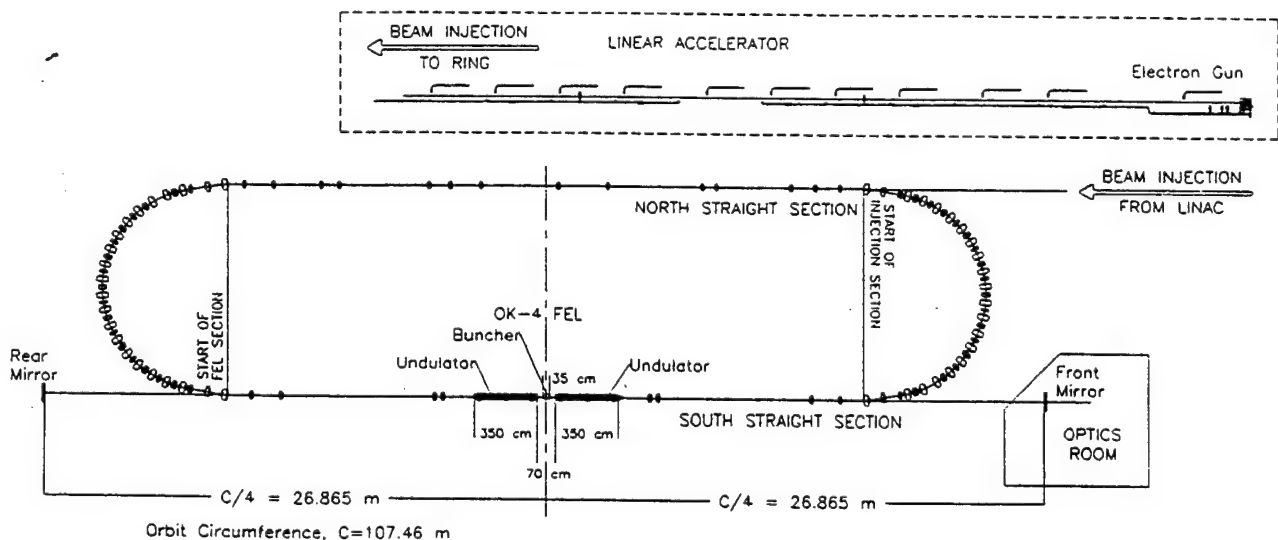 BEAM INJECTION
TO RING
LINEAR ACCELERATOR
Electron Gun
BEAM INJECTION
FROM LINAC
NORTH STRAIGHT SECTION
START OF
INJECTION SECTION
START OF
FEL SECTION
OK-4 FEL
Buncher
Undulator
Undulator
35 cm
Rear
Mirror
Front
Mirror
SOUTH STRAIGHT SECTION
OPTICS
ROOM
350 cm
350 cm
70 cm
C/4 = 26.865 m
C/4 = 26.865 m
Orbit Circumference, C=107.46 m